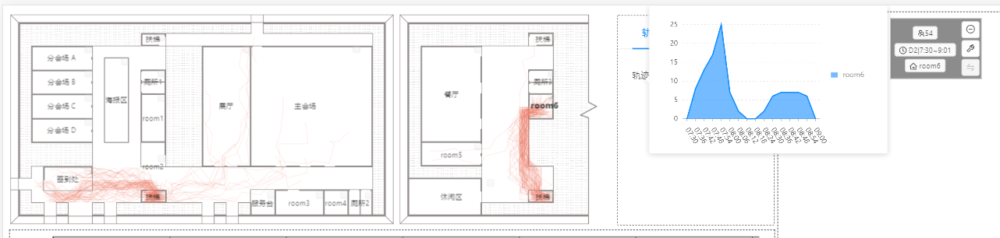 扶梯
分会场 A
分会场 B
分会场 C
分会场 D
海报区
厕所1
room1
room2
展厅
主会场
签到处
扶梯
服务台
room3
room4
厕所2
扶梯
餐厅
厕所3
room6
room5
休闲区
扶梯
轨
轨迹
25
20
15
10
5
0
07:30
07:36
07:42
07:48
07:54
08:00
08:06
08:12
08:18
08:24
08:30
08:36
08:42
08:48
08:54
09:00
room6
54
D2|7:30~9:01
room6